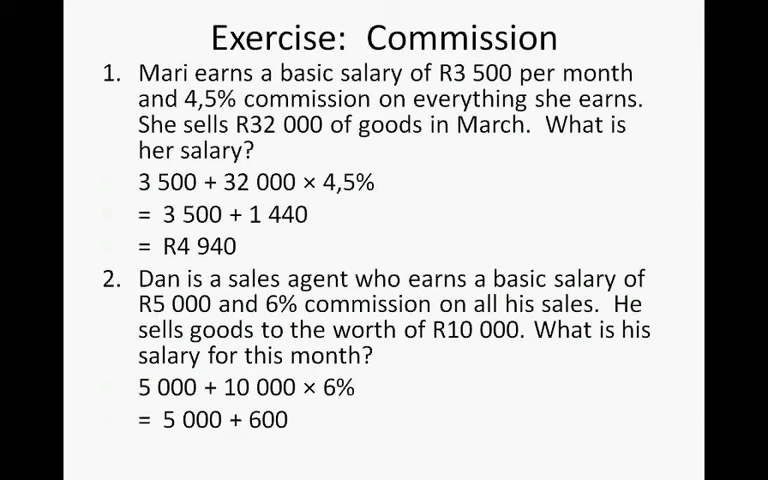 Exercise: Commission
1. Mari earns a basic salary of R3 500 per month
and 4,5% commission on everything she earns.
She sells R32 000 of goods in March. What is
her salary?
3 500 + 32 000 × 4,5%
= 3 500 + 1 440
= R4 940
2. Dan is a sales agent who earns a basic salary of
R5 000 and 6% commission on all his sales. He
sells goods to the worth of R10 000. What is his
salary for this month?
5 000 + 10 000 × 6%
= 5 000 + 600